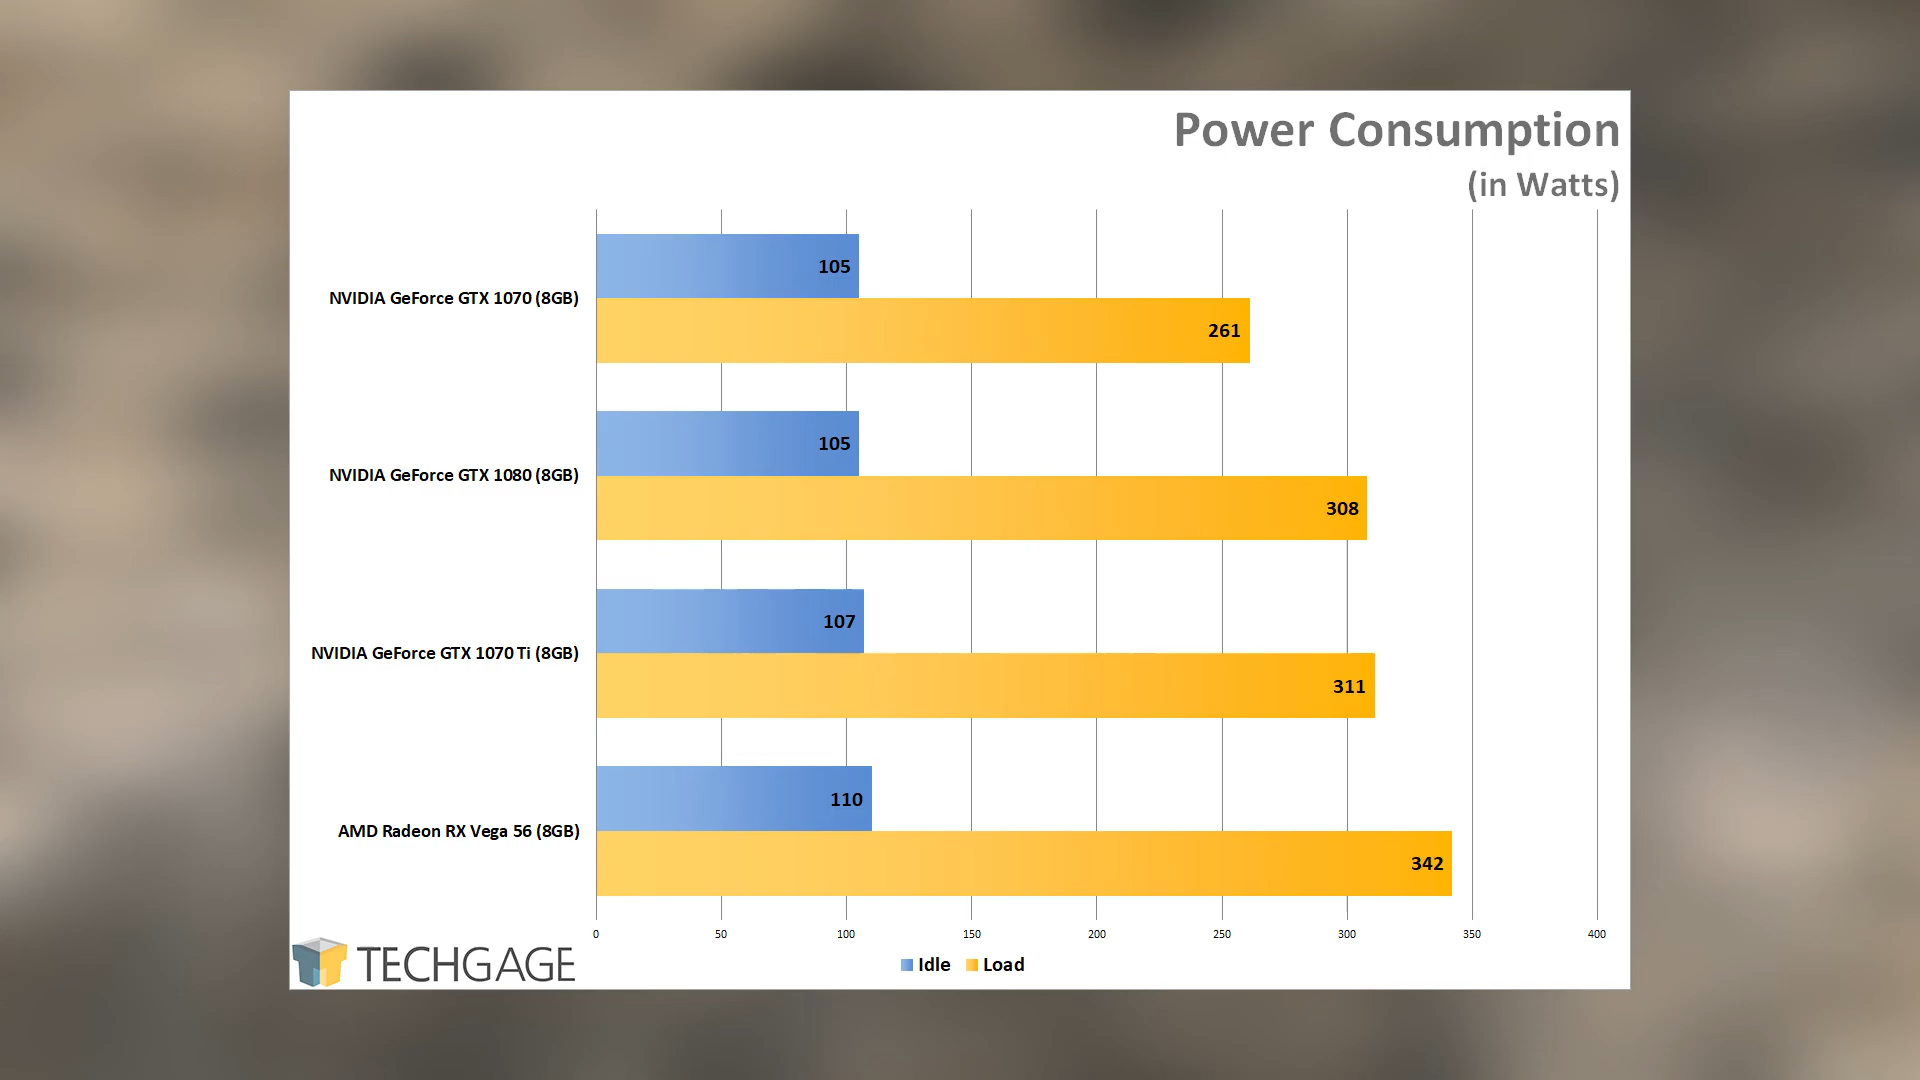 Power Consumption
(in Watts)
NVIDIA GeForce GTX 1070 (8GB)
105
261
NVIDIA GeForce GTX 1080 (8GB)
105
308
NVIDIA GeForce GTX 1070 Ti (8GB)
107
311
AMD Radeon RX Vega 56 (8GB)
110
342
0 50 100 150 200 250 300 350 400
Idle Load
TECHGAGE